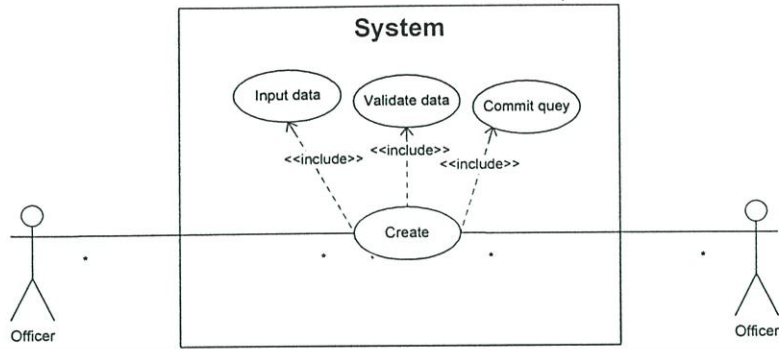 System
Input data
Validate data
Commit quey
<<include>>
<<include>>
<<include>>
Create
* * * *
Officer
Officer